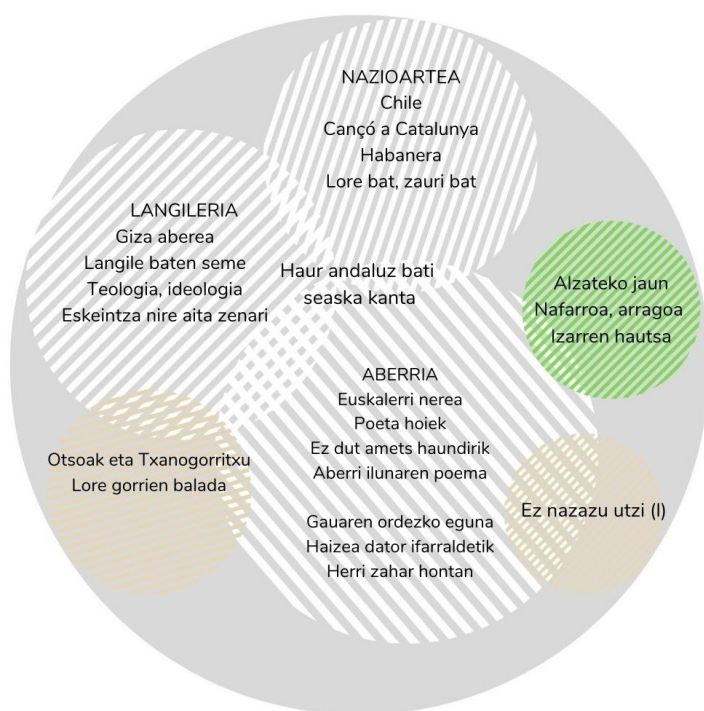 NAZIOARTEA
Chile
Cançó a Catalunya
Habanera
Lore bat, zauri bat
LANGILERIA
Giza aberea
Langile baten seme
Teologia, ideologia
Eskeintza nire aita zenari
Haur andaluz bati
seaska kanta
Alzateko jaun
Nafarroa, arragoa
Izarren hautsa
ABERRIA
Euskalerri nerea
Poeta hoiek
Ez dut amets haundirik
Aberri ilunaren poema
Gauaren ordezko eguna
Haizea dator ifarraldetik
Herri zahar hontan
Otsoak eta Txanogorritxu
Lore gorrien balada
Ez nazazu utzi (I)